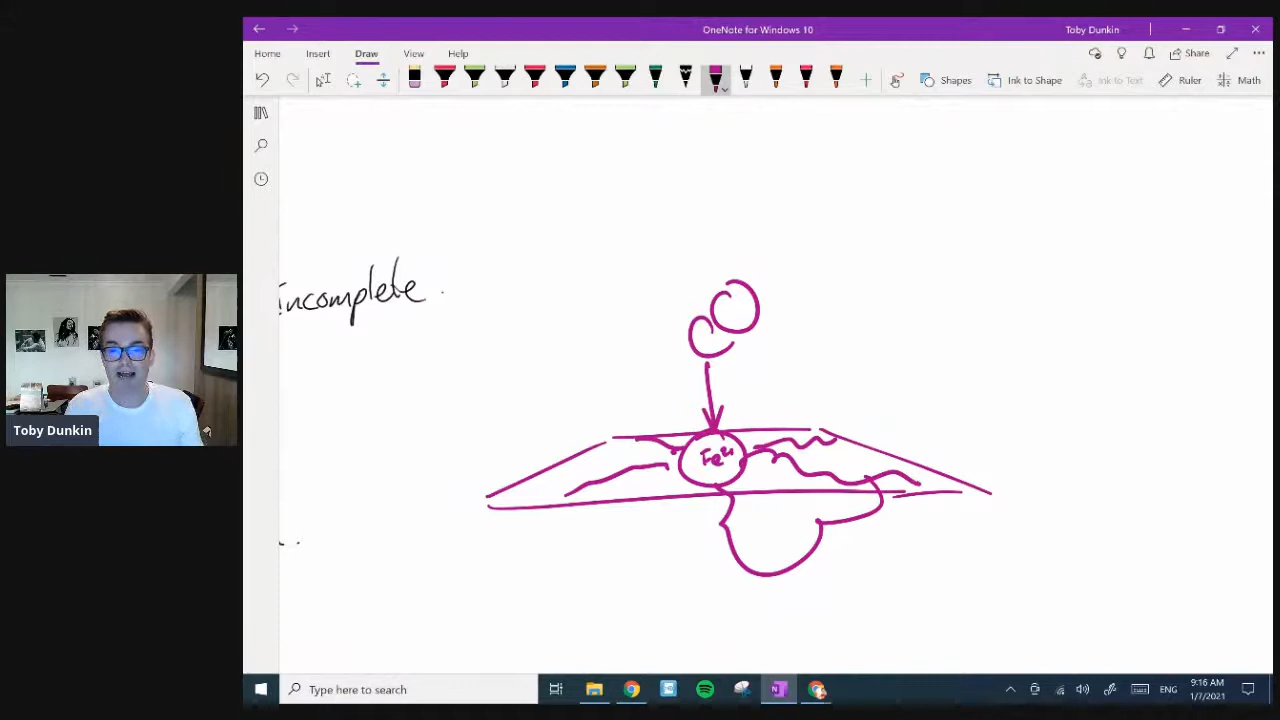 OneNote for Windows 10
Toby Dunkin
Home Insert Draw View Help
Share
Shapes
Ink to Shape
Ink to Text
Ruler
Math
incomplete.
Fe²⁺
Toby Dunkin
Type here to search
ENG
9:16 AM
1/7/2021